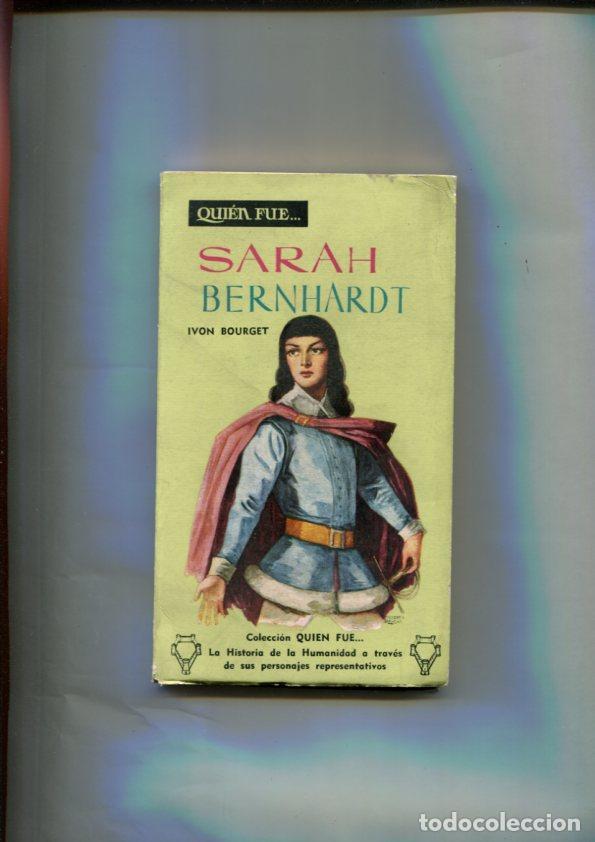 QUIÉN FUE...
SARAH
BERNHARDT
IVON BOURGET
Colección QUIEN FUE...
La Historia de la Humanidad a través
de sus personajes representativos
todocoleccion